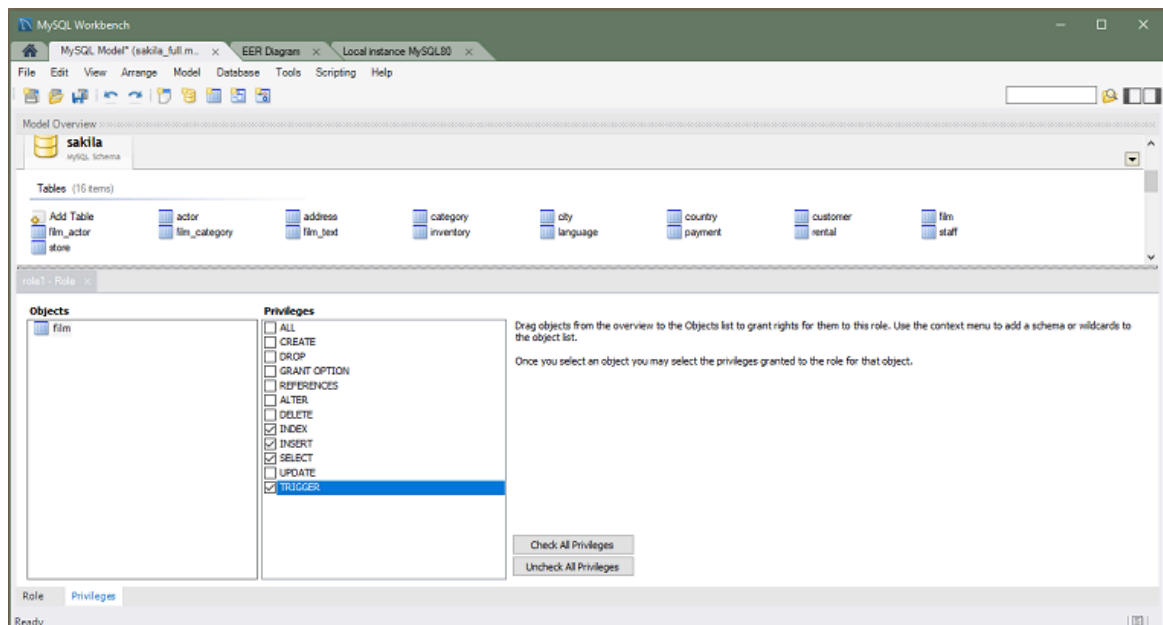 MySQL Workbench
MySQL Model* (sakila_full.m... × EER Diagram × Local instance MySQL80 ×
File Edit View Arrange Model Database Tools Scripting Help
Model Overview
sakila
MySQL Schema
Tables (16 items)
Add Table actor address category city country customer film
film_actor film_category film_text inventory language payment rental staff
store
role1 - Role ×
Objects
film
Privileges
ALL
CREATE
DROP
GRANT OPTION
REFERENCES
ALTER
DELETE
INDEX
INSERT
SELECT
UPDATE
TRIGGER
Drag objects from the overview to the Objects list to grant rights for them to this role. Use the context menu to add a schema or wildcards to
the object list.
Once you select an object you may select the privileges granted to the role for that object.
Check All Privileges
Uncheck All Privileges
Role Privileges
Ready